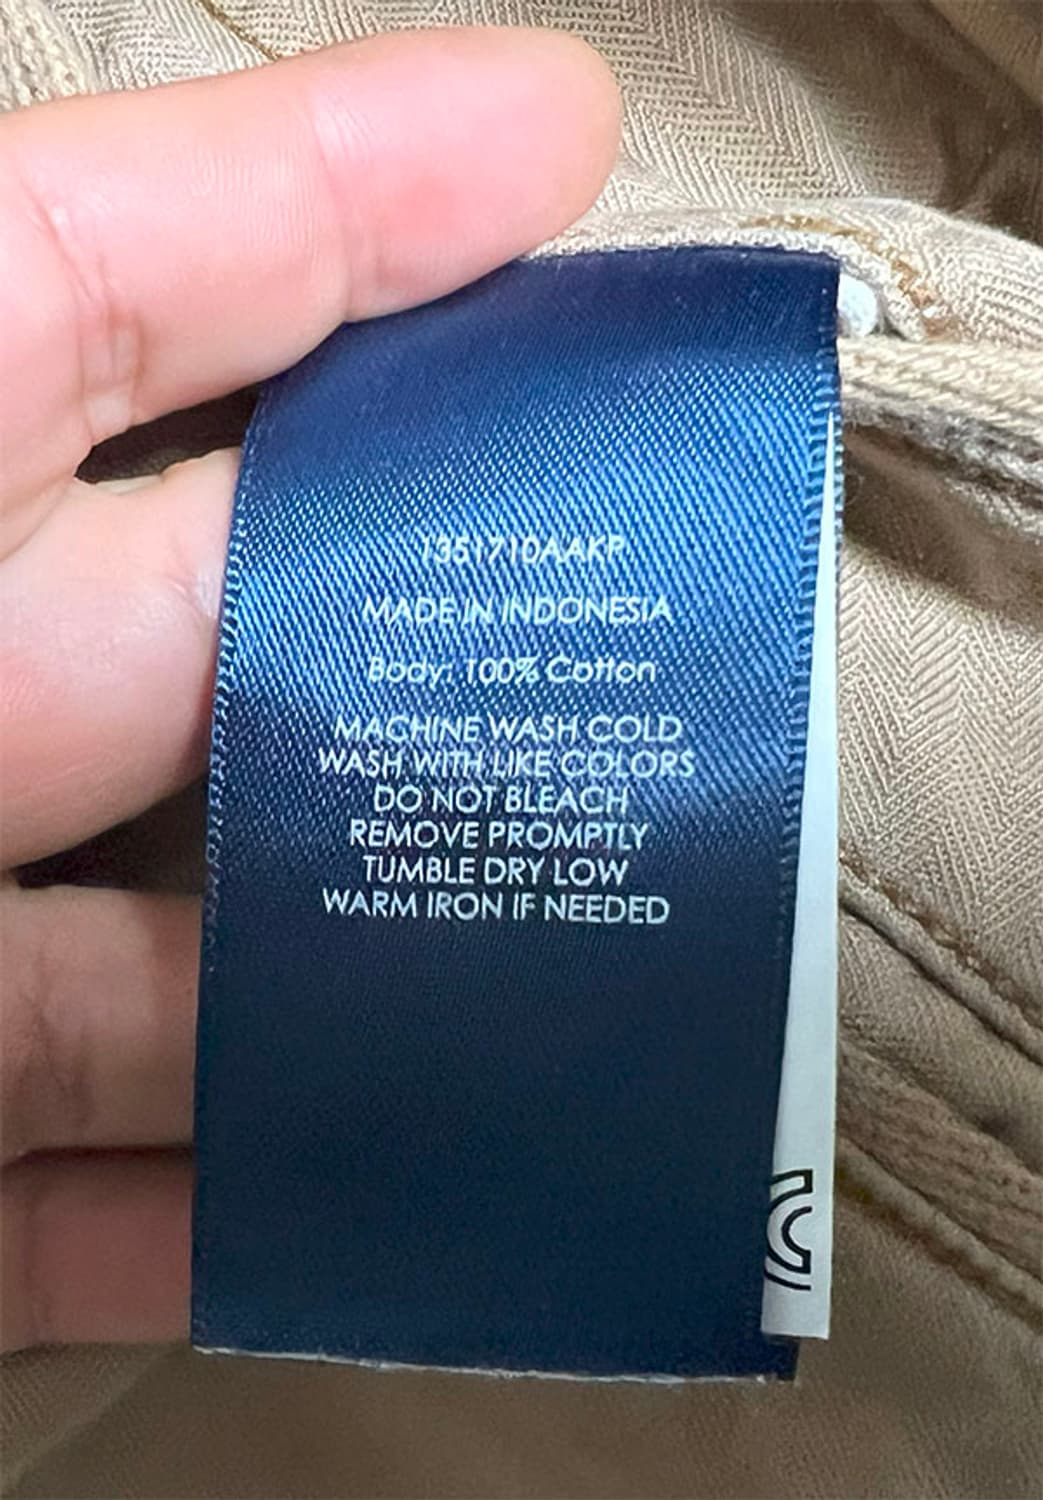 1351710AAKP
MADE IN INDONESIA
Body: 100% Cotton
MACHINE WASH COLD
WASH WITH LIKE COLORS
DO NOT BLEACH
REMOVE PROMPTLY
TUMBLE DRY LOW
WARM IRON IF NEEDED